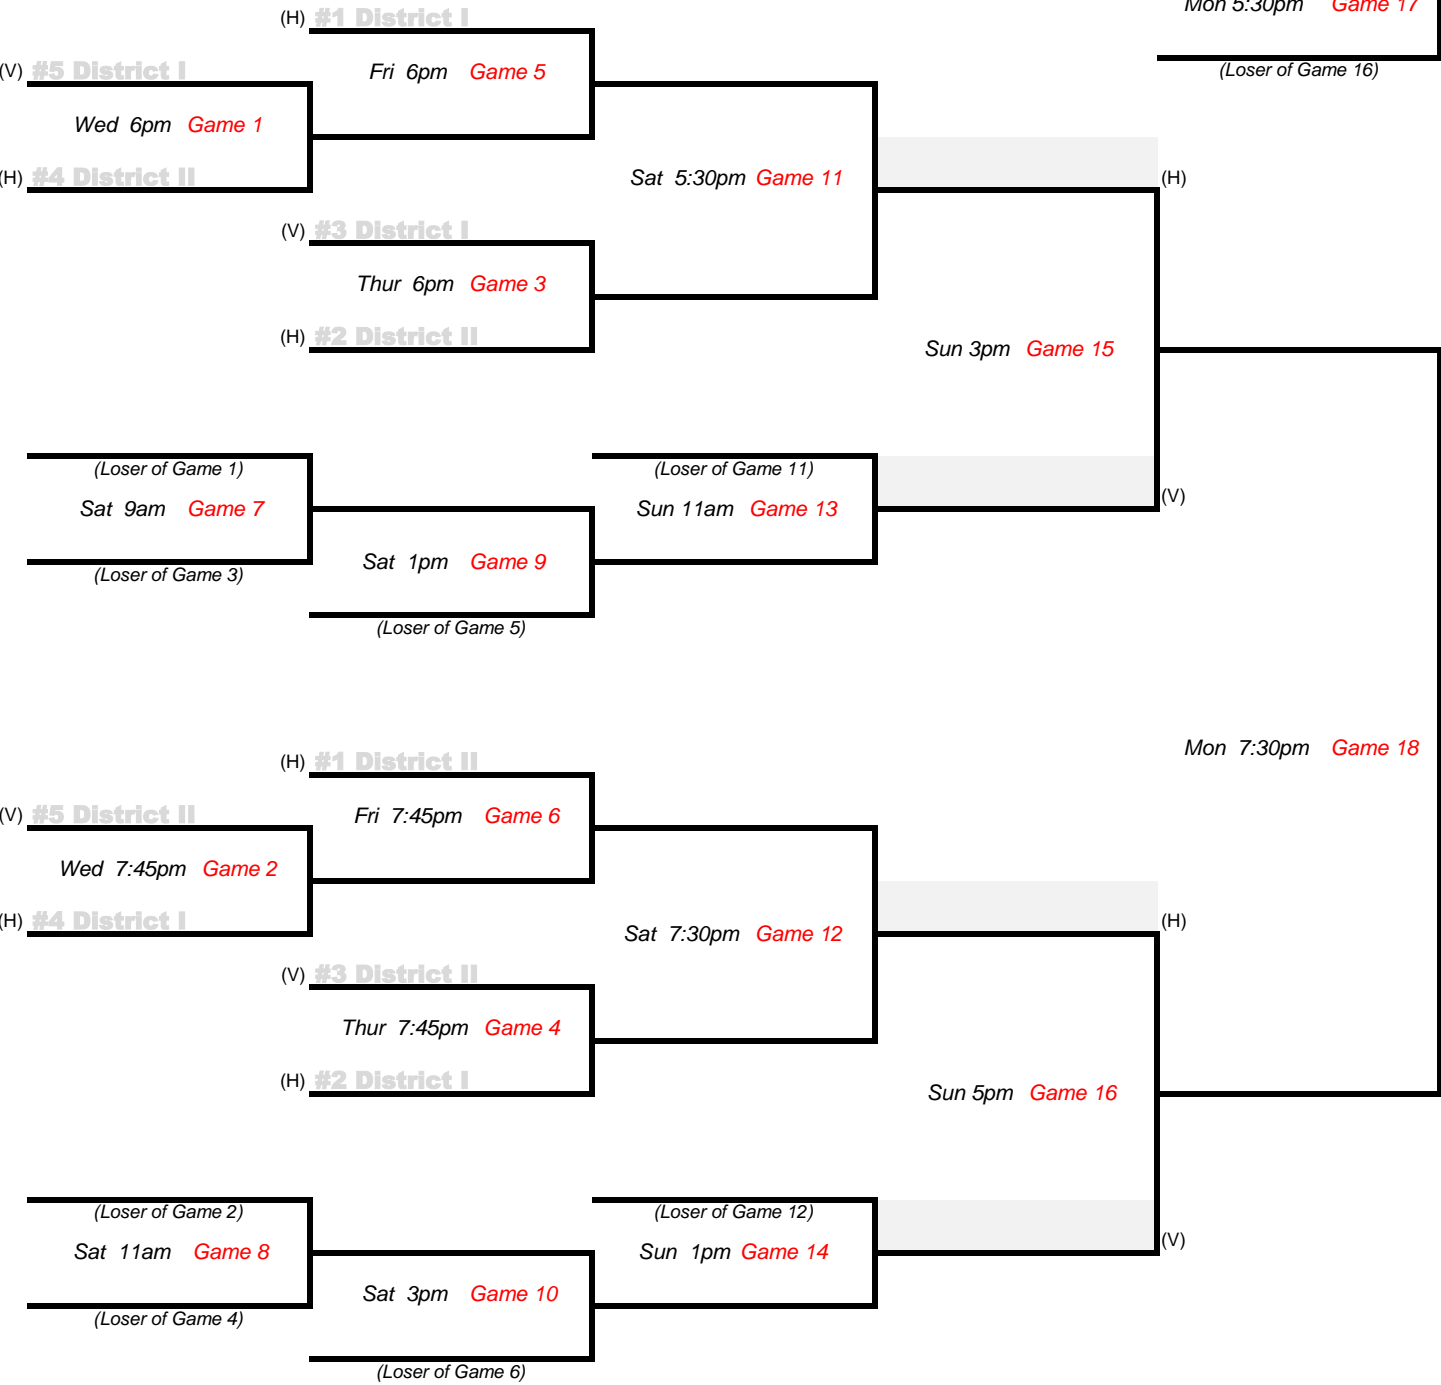 (H) #1 District I
Mon 5:30pm Game 17
(V) #5 District I
Fri 6pm Game 5
(Loser of Game 16)
Wed 6pm Game 1
(H) #4 District II
Sat 5:30pm Game 11
(H)
(V) #3 District I
Thur 6pm Game 3
(H) #2 District II
Sun 3pm Game 15
(Loser of Game 1)
(Loser of Game 11)
Sat 9am Game 7
Sun 11am Game 13
(V)
(Loser of Game 3)
Sat 1pm Game 9
(Loser of Game 5)
Mon 7:30pm Game 18
(H) #1 District II
(V) #5 District II
Fri 7:45pm Game 6
Wed 7:45pm Game 2
(H) #4 District I
Sat 7:30pm Game 12
(H)
(V) #3 District II
Thur 7:45pm Game 4
(H) #2 District I
Sun 5pm Game 16
(Loser of Game 2)
(Loser of Game 12)
Sat 11am Game 8
Sun 1pm Game 14
(V)
(Loser of Game 4)
Sat 3pm Game 10
(Loser of Game 6)